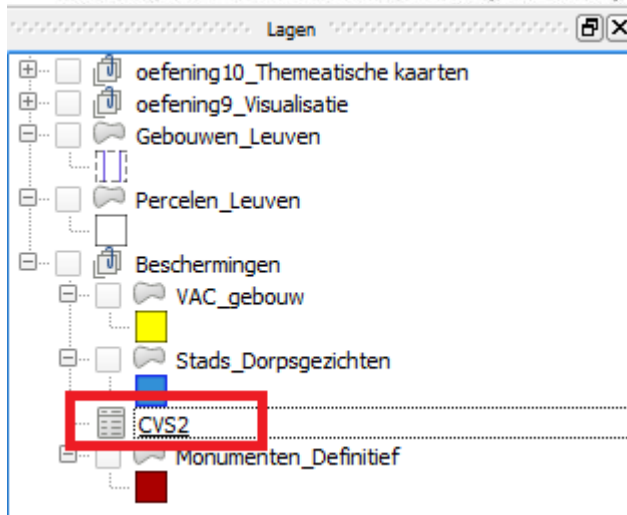 Lagen
oefening10_Themeatische kaarten
oefening9_Visualisatie
Gebouwen_Leuven
Percelen_Leuven
Beschermingen
VAC_gebouw
Stads_Dorpsgezichten
CVS2
Monumenten_Definitief